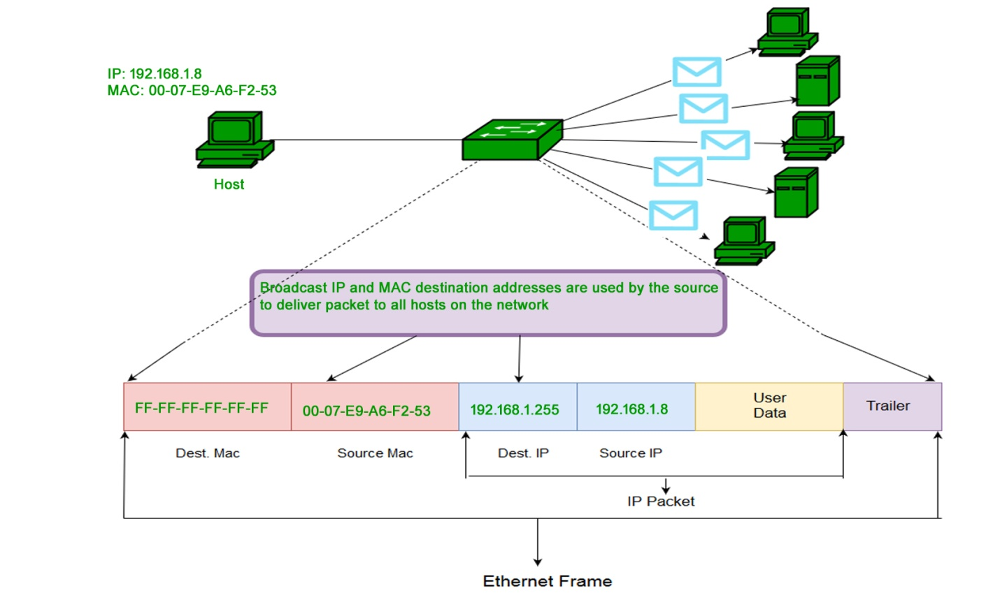 IP: 192.168.1.8
MAC: 00-07-E9-A6-F2-53
Host
Broadcast IP and MAC destination addresses are used by the source
to deliver packet to all hosts on the network
FF-FF-FF-FF-FF-FF
00-07-E9-A6-F2-53
192.168.1.255
192.168.1.8
User
Data
Trailer
Dest. Mac
Source Mac
Dest. IP
Source IP
IP Packet
Ethernet Frame